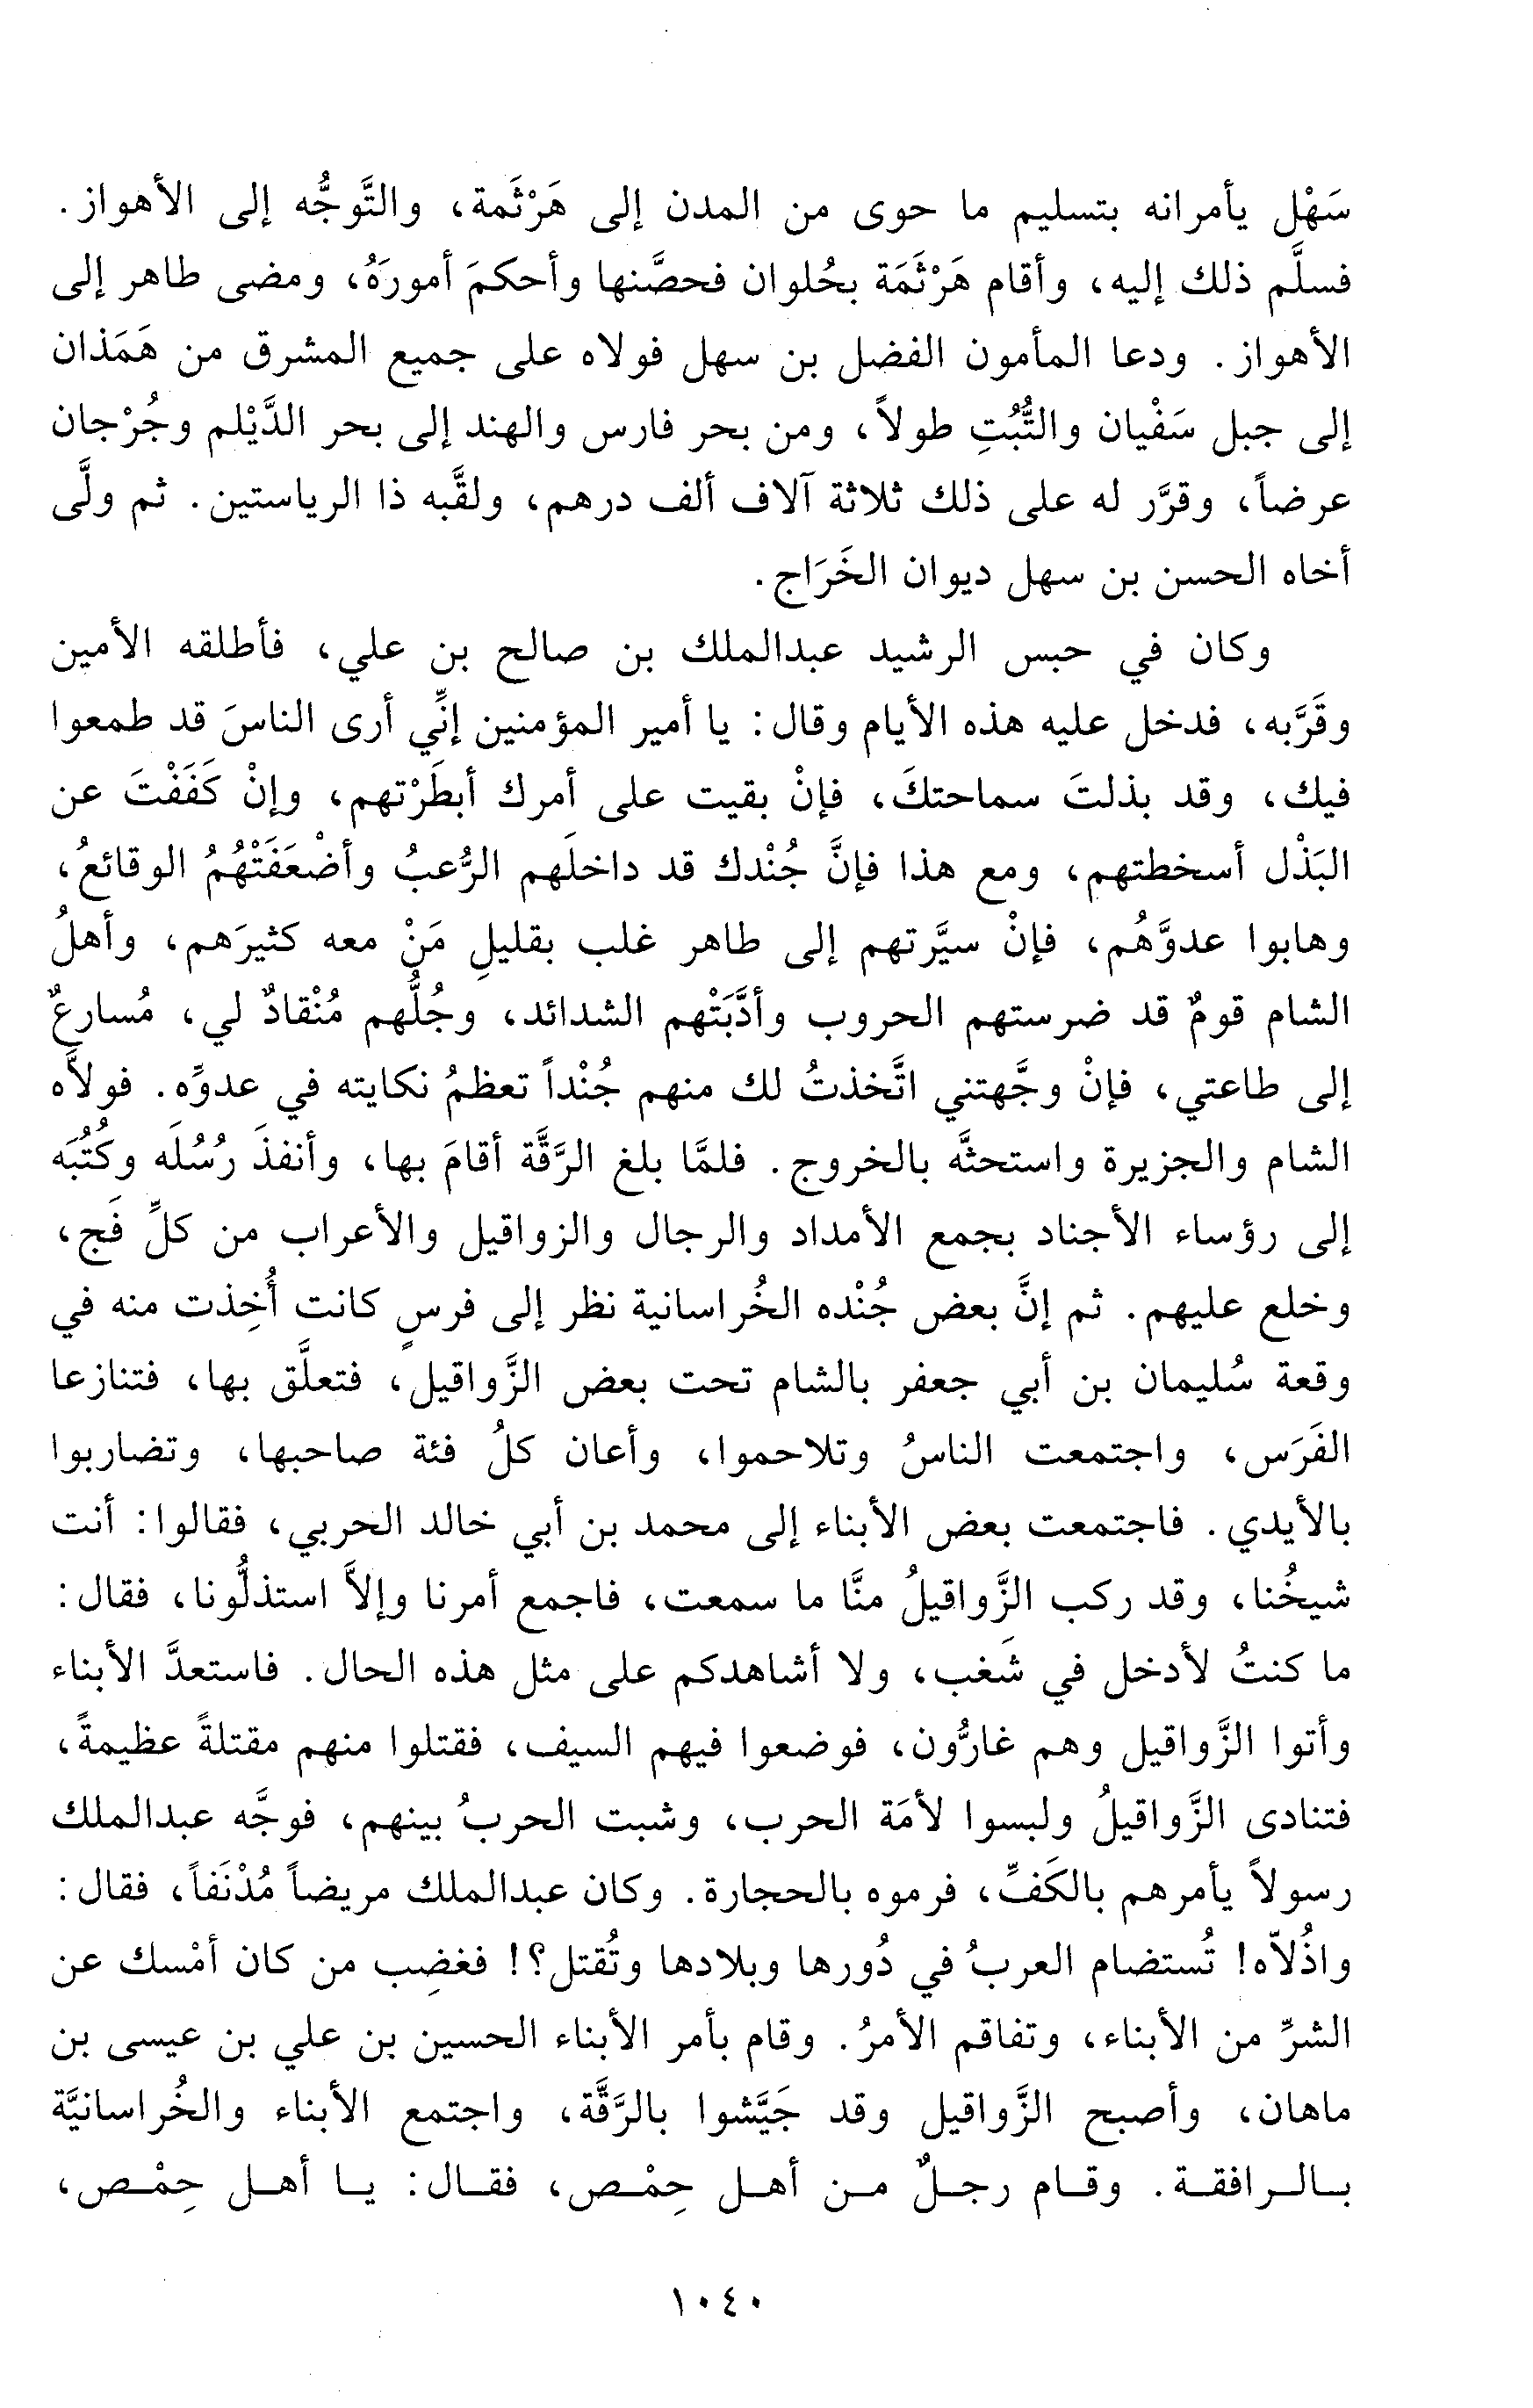 سَهْل يأمرانه بتسليم ما حوى من المدن إلى هَرْثَمة، والتَّوجُّه إلى الأهواز.
فسلَّم ذلك إليه، وأقام هَرْثَمَة بحُلوان فحصَّنها وأحكمَ أمورَهُ، ومضى طاهر إلى
الأهواز. ودعا المأمون الفضل بن سهل فولاه على جميع المشرق من هَمَذان
إلى جبل سَفْيان والتُّبُتِ طولاً، ومن بحر فارس والهند إلى بحر الدَّيْلم وجُرْجان
عرضاً، وقرَّر له على ذلك ثلاثة آلاف ألف درهم، ولقَّبه ذا الرياستين. ثم ولَّى
أخاه الحسن بن سهل ديوان الخَرَاج.
وكان في حبس الرشيد عبدالملك بن صالح بن علي، فأطلقه الأمين
وقَرَّبه، فدخل عليه هذه الأيام وقال: يا أمير المؤمنين إنِّي أرى الناسَ قد طمعوا
فيك، وقد بذلتَ سماحتكَ، فإنْ بقيت على أمرك أبطَرْتهم، وإنْ كَفَفْتَ عن
البَذْل أسخطتهم، ومع هذا فإنَّ جُنْدك قد داخلَهم الرُّعبُ وأضْعَفَتْهُمُ الوقائعُ،
وهابوا عدوَّهُم، فإنْ سيَّرتهم إلى طاهر غلب بقليلِ مَنْ معه كثيرَهم، وأهلُ
الشام قومٌ قد ضرستهم الحروب وأدَّبَتْهم الشدائد، وجُلُّهم مُنْقادٌ لي، مُسارعٌ
إلى طاعتي، فإنْ وجَّهتني اتَّخذتُ لك منهم جُنْداً تعظمُ نكايته في عدوِّه. فولاَّه
الشام والجزيرة واستحثَّه بالخروج. فلمَّا بلغ الرَّقَّة أقامَ بها، وأنفذَ رُسُلَه وكُتُبَه
إلى رؤساء الأجناد بجمع الأمداد والرجال والزواقيل والأعراب من كلِّ فَج،
وخلع عليهم. ثم إنَّ بعض جُنْده الخُراسانية نظر إلى فرسٍ كانت أُخِذت منه في
وقعة سُليمان بن أبي جعفر بالشام تحت بعض الزَّواقيل، فتعلَّق بها، فتنازعا
الفَرَس، واجتمعت الناسُ وتلاحموا، وأعان كلُ فئة صاحبها، وتضاربوا
بالأيدي. فاجتمعت بعض الأبناء إلى محمد بن أبي خالد الحربي، فقالوا: أنت
شيخُنا، وقد ركب الزَّواقيلُ منَّا ما سمعت، فاجمع أمرنا وإلاَّ استذلُّونا، فقال:
ما كنتُ لأدخل في شَغب، ولا أشاهدكم على مثل هذه الحال. فاستعدَّ الأبناء
وأتوا الزَّواقيل وهم غارُّون، فوضعوا فيهم السيف، فقتلوا منهم مقتلةً عظيمةً،
فتنادى الزَّواقيلُ ولبسوا لأمَة الحرب، وشبت الحربُ بينهم، فوجَّه عبدالملك
رسولاً يأمرهم بالكَفِّ، فرموه بالحجارة. وكان عبدالملك مريضاً مُدْنَفاً، فقال:
واذُلاّه! تُستضام العربُ في دُورها وبلادها وتُقتل؟! فغضِب من كان أمْسك عن
الشرِّ من الأبناء، وتفاقم الأمرُ. وقام بأمر الأبناء الحسين بن علي بن عيسى بن
ماهان، وأصبح الزَّواقيل وقد جَيَّشوا بالرَّقَّة، واجتمع الأبناء والخُراسانيَّة
بالرافقة. وقام رجلٌ من أهل حِمْص، فقال: يا أهل حِمْص،
١٠٤٠